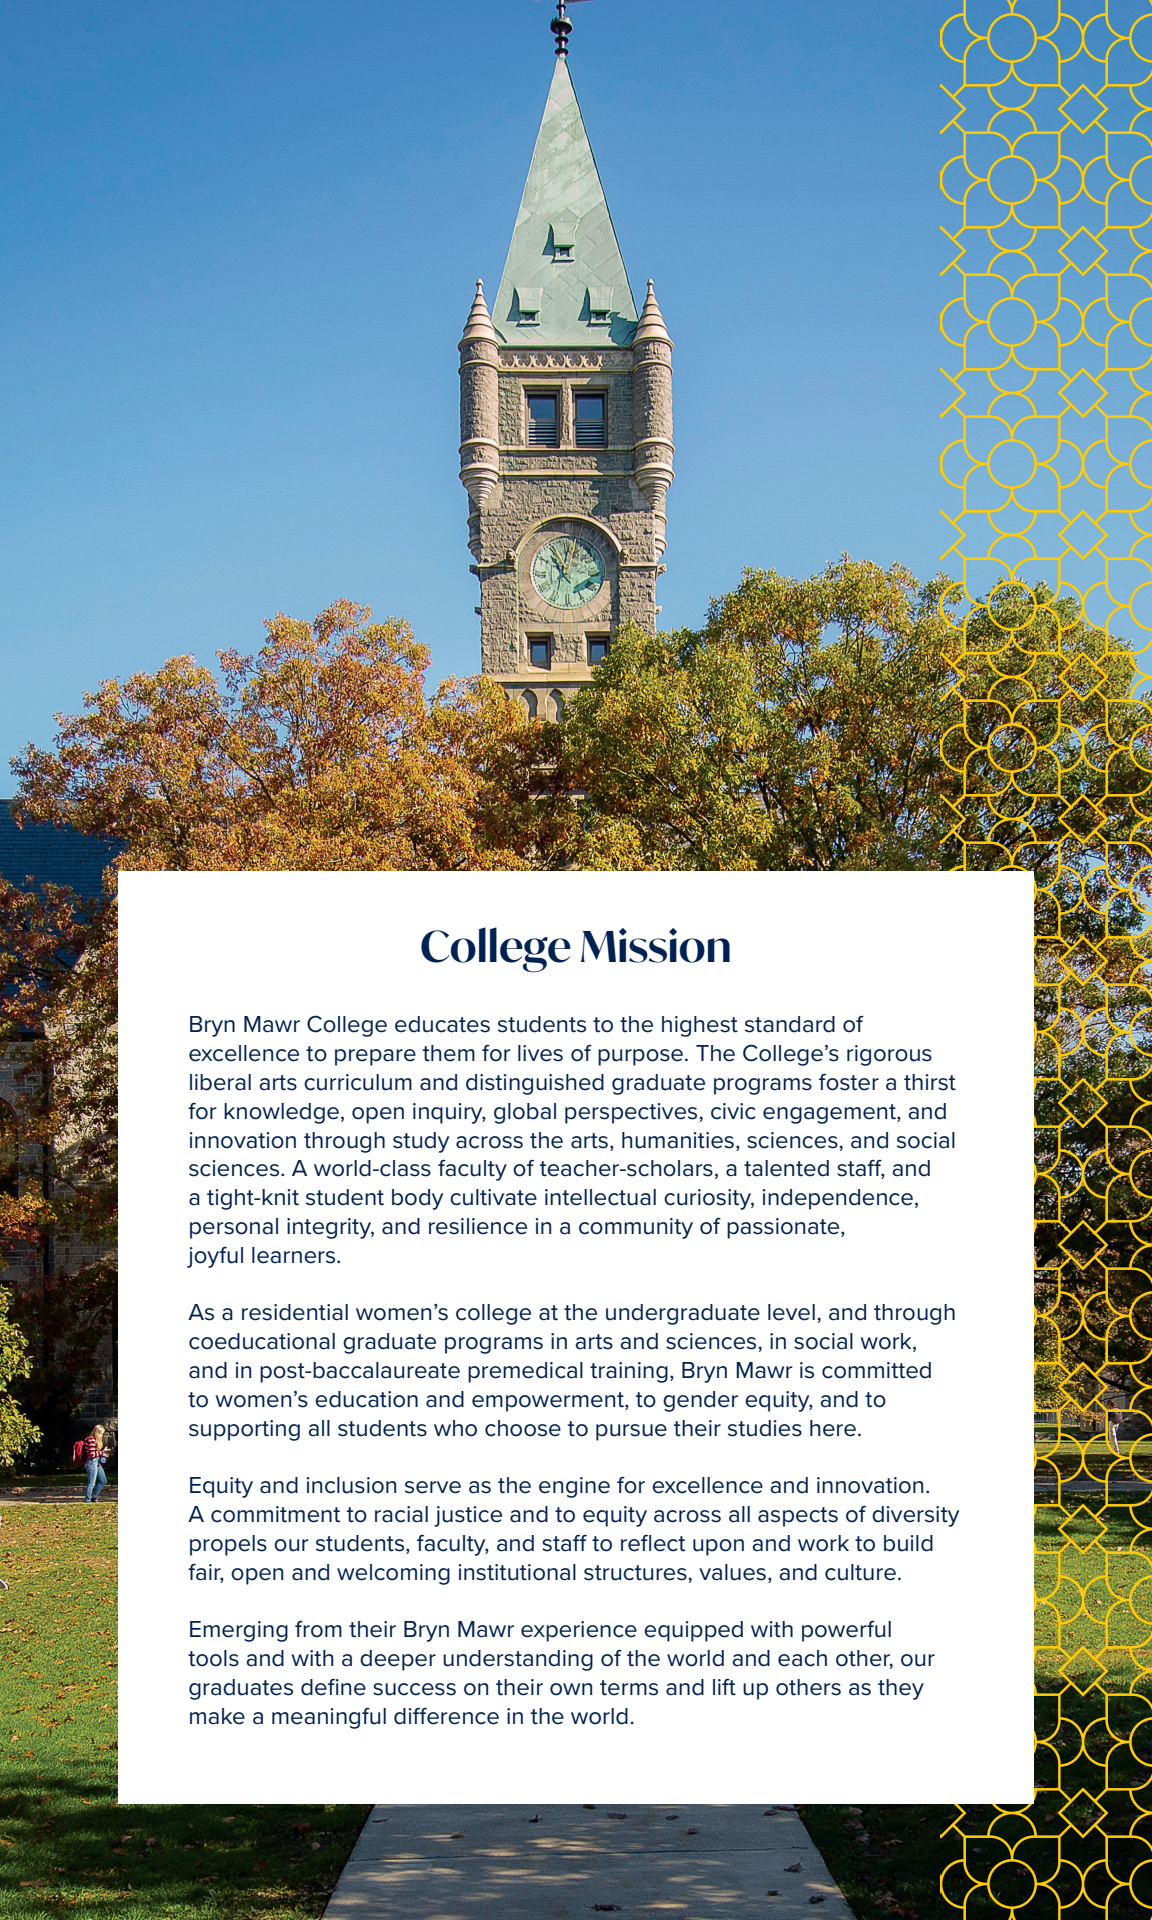 College Mission
Bryn Mawr College educates students to the highest standard of
excellence to prepare them for lives of purpose. The College’s rigorous
liberal arts curriculum and distinguished graduate programs foster a thirst
for knowledge, open inquiry, global perspectives, civic engagement, and
innovation through study across the arts, humanities, sciences, and social
sciences. A world-class faculty of teacher-scholars, a talented staff, and
a tight-knit student body cultivate intellectual curiosity, independence,
personal integrity, and resilience in a community of passionate,
joyful learners.
As a residential women’s college at the undergraduate level, and through
coeducational graduate programs in arts and sciences, in social work,
and in post-baccalaureate premedical training, Bryn Mawr is committed
to women’s education and empowerment, to gender equity, and to
supporting all students who choose to pursue their studies here.
Equity and inclusion serve as the engine for excellence and innovation.
A commitment to racial justice and to equity across all aspects of diversity
propels our students, faculty, and staff to reflect upon and work to build
fair, open and welcoming institutional structures, values, and culture.
Emerging from their Bryn Mawr experience equipped with powerful
tools and with a deeper understanding of the world and each other, our
graduates define success on their own terms and lift up others as they
make a meaningful difference in the world.